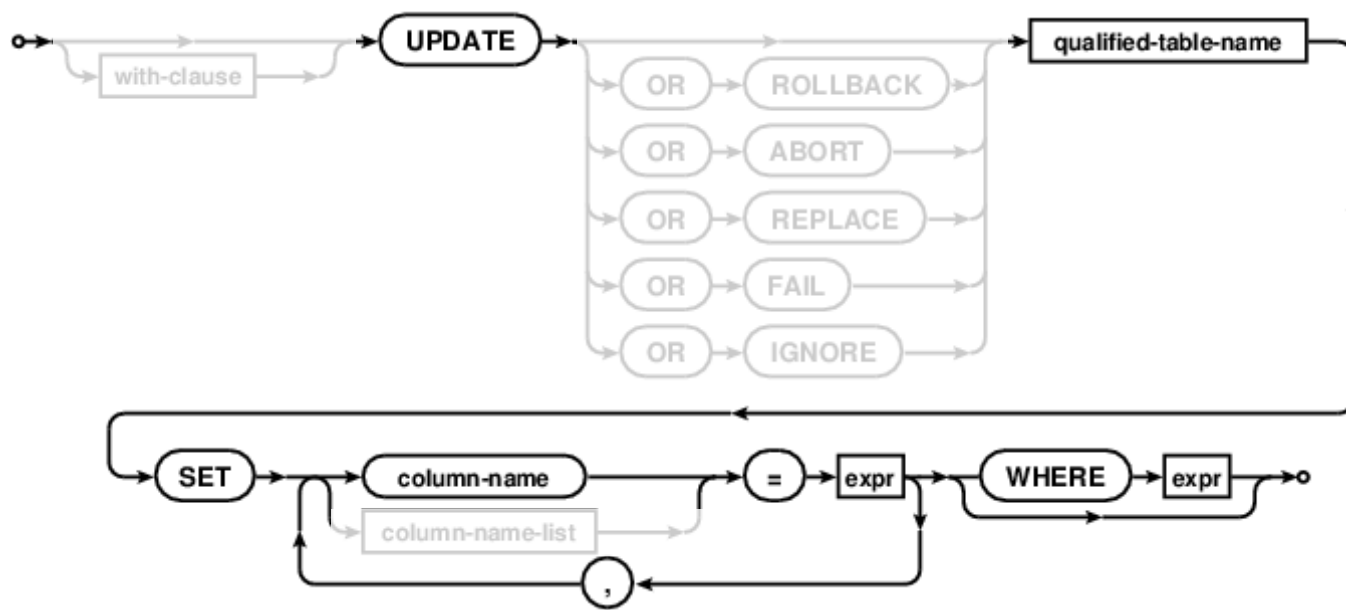 UPDATE qualified-table-name
with-clause OR ROLLBACK
OR ABORT
OR REPLACE
OR FAIL
OR IGNORE
SET column-name = expr WHERE expr
column-name-list
,